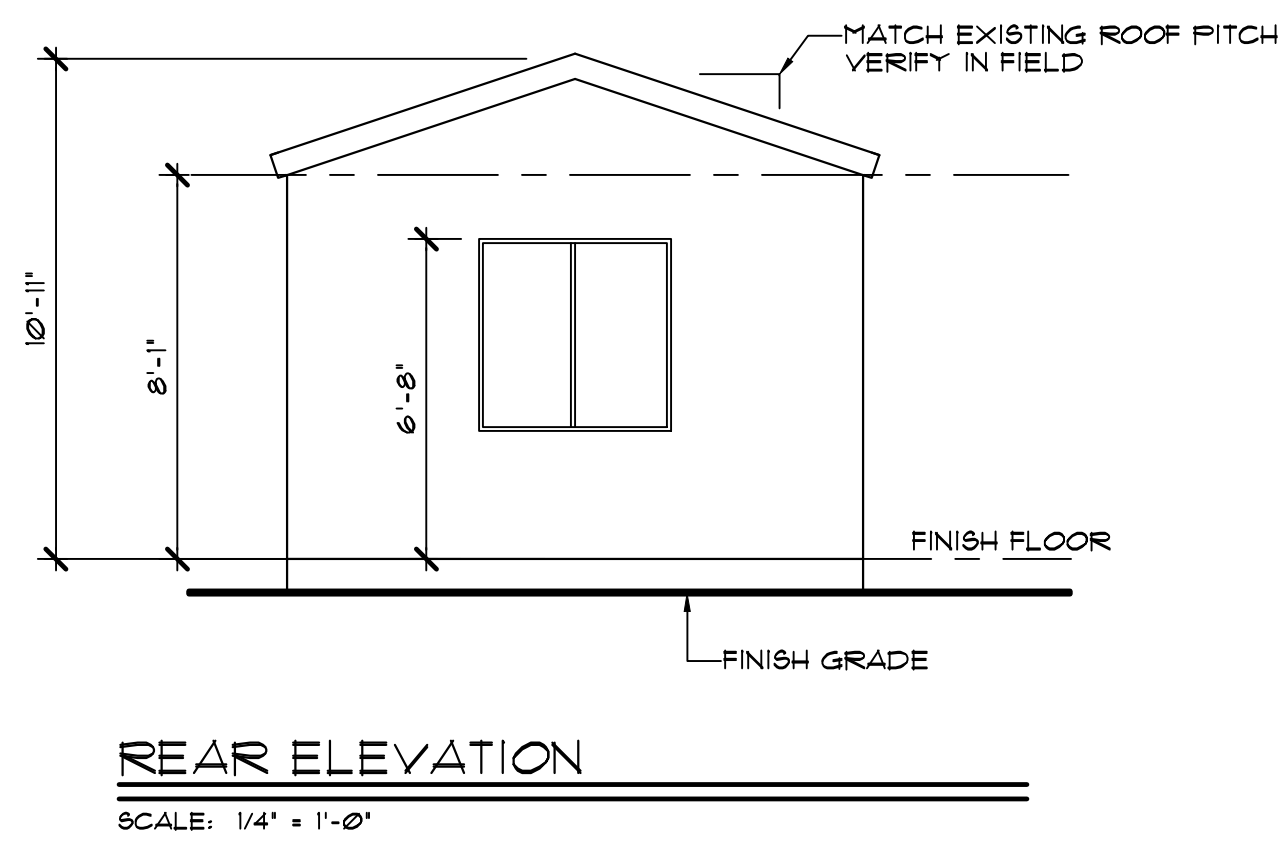 MATCH EXISTING ROOF PITCH
VERIFY IN FIELD
10'-11"
8'-1"
6'-8"
FINISH FLOOR
FINISH GRADE
REAR ELEVATION
SCALE: 1/4" = 1'-0"